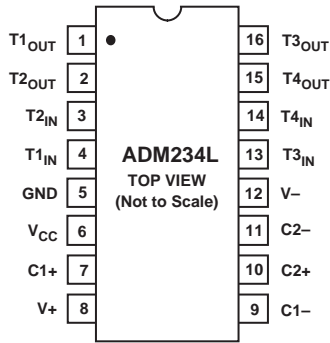 T1OUT 1 16 T3OUT
T2OUT 2 15 T4OUT
T2IN 3 14 T4IN
T1IN 4 ADM234L 13 T3IN
TOP VIEW
GND 5 (Not to Scale) 12 V–
VCC 6 11 C2–
C1+ 7 10 C2+
V+ 8 9 C1–